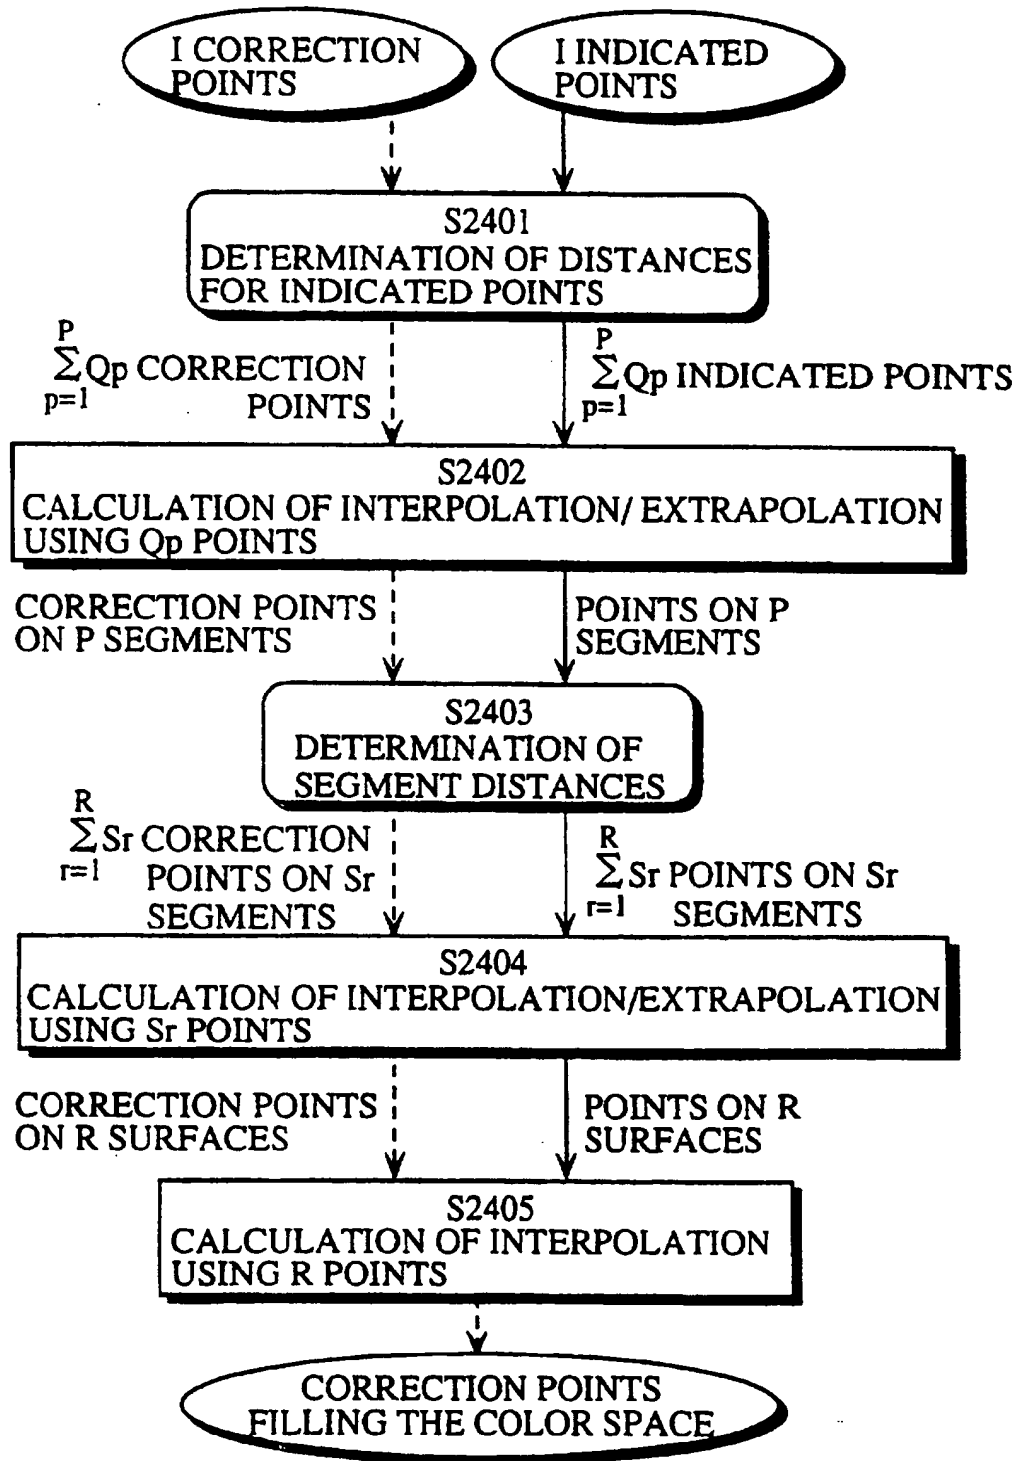 I CORRECTION
POINTS
I INDICATED
POINTS
S2401
DETERMINATION OF DISTANCES
FOR INDICATED POINTS
P
ΣQp CORRECTION
p=1
POINTS
P
ΣQp INDICATED POINTS
p=1
S2402
CALCULATION OF INTERPOLATION/ EXTRAPOLATION
USING Qp POINTS
CORRECTION POINTS
ON P SEGMENTS
POINTS ON P
SEGMENTS
S2403
DETERMINATION OF
SEGMENT DISTANCES
R
ΣSr CORRECTION
r=1
POINTS ON Sr
SEGMENTS
R
ΣSr POINTS ON Sr
r=1
SEGMENTS
S2404
CALCULATION OF INTERPOLATION/EXTRAPOLATION
USING Sr POINTS
CORRECTION POINTS
ON R SURFACES
POINTS ON R
SURFACES
S2405
CALCULATION OF INTERPOLATION
USING R POINTS
CORRECTION POINTS
FILLING THE COLOR SPACE